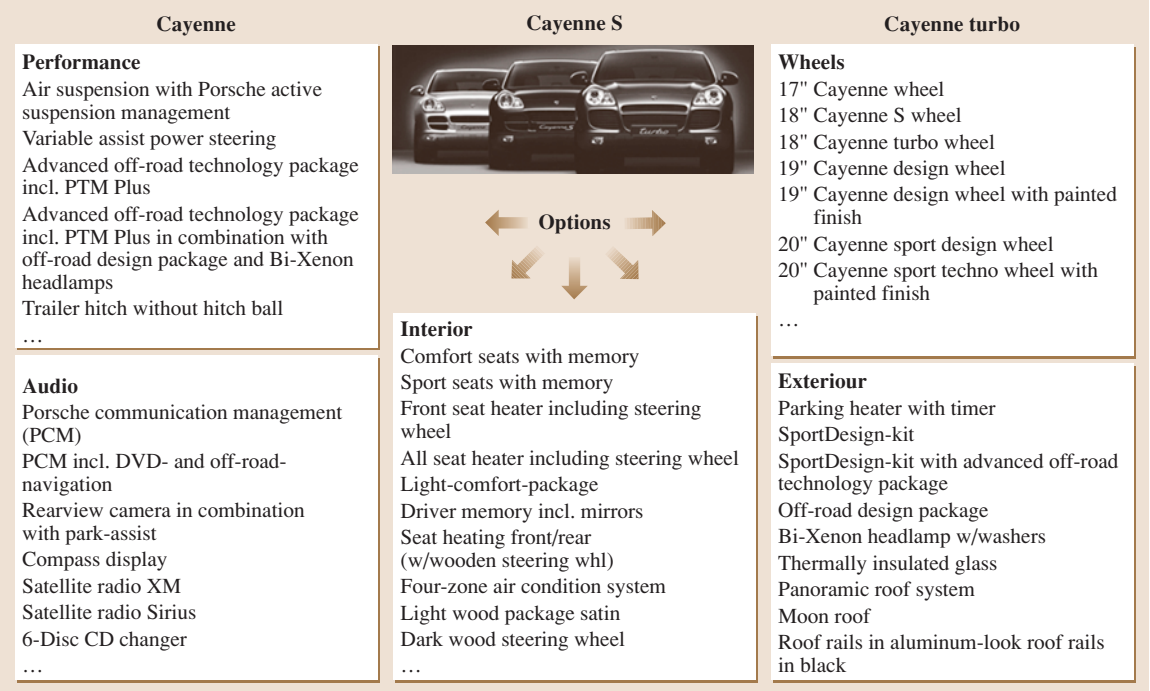 Cayenne
Cayenne S
Cayenne turbo
Performance
Air suspension with Porsche active
suspension management
Variable assist power steering
Advanced off-road technology package
incl. PTM Plus
Advanced off-road technology package
incl. PTM Plus in combination with
off-road design package and Bi-Xenon
headlamps
Trailer hitch without hitch ball
…
Audio
Porsche communication management
(PCM)
PCM incl. DVD- and off-road-
navigation
Rearview camera in combination
with park-assist
Compass display
Satellite radio XM
Satellite radio Sirius
6-Disc CD changer
…
Cayenne
Cayenne S
turbo
Options
Interior
Comfort seats with memory
Sport seats with memory
Front seat heater including steering
wheel
All seat heater including steering wheel
Light-comfort-package
Driver memory incl. mirrors
Seat heating front/rear
(w/wooden steering whl)
Four-zone air condition system
Light wood package satin
Dark wood steering wheel
…
Wheels
17" Cayenne wheel
18" Cayenne S wheel
18" Cayenne turbo wheel
19" Cayenne design wheel
19" Cayenne design wheel with painted
finish
20" Cayenne sport design wheel
20" Cayenne sport techno wheel with
painted finish
…
Exteriour
Parking heater with timer
SportDesign-kit
SportDesign-kit with advanced off-road
technology package
Off-road design package
Bi-Xenon headlamp w/washers
Thermally insulated glass
Panoramic roof system
Moon roof
Roof rails in aluminum-look roof rails
in black